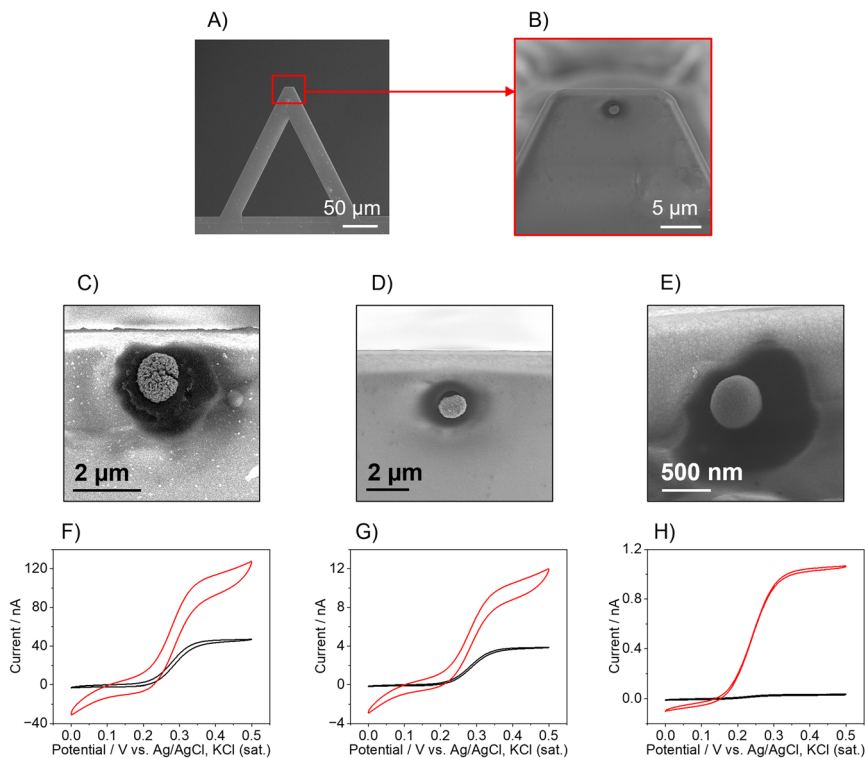 A)
B)
50 µm
5 µm
C)
D)
E)
2 µm
2 µm
500 nm
F)
G)
H)
Current / nA
120
80
40
0
-40
0.0 0.1 0.2 0.3 0.4 0.5
Potential / V vs. Ag/AgCl, KCl (sat.)
Current / nA
12
8
4
0
-4
0.0 0.1 0.2 0.3 0.4 0.5
Potential / V vs. Ag/AgCl, KCl (sat.)
Current / nA
1.2
0.8
0.4
0.0
0.0 0.1 0.2 0.3 0.4 0.5
Potential / V vs. Ag/AgCl, KCl (sat.)